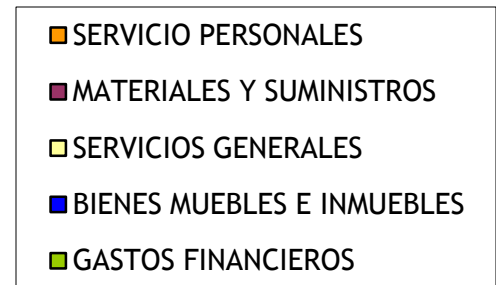 SERVICIO PERSONALES
MATERIALES Y SUMINISTROS
SERVICIOS GENERALES
BIENES MUEBLES E INMUEBLES
GASTOS FINANCIEROS